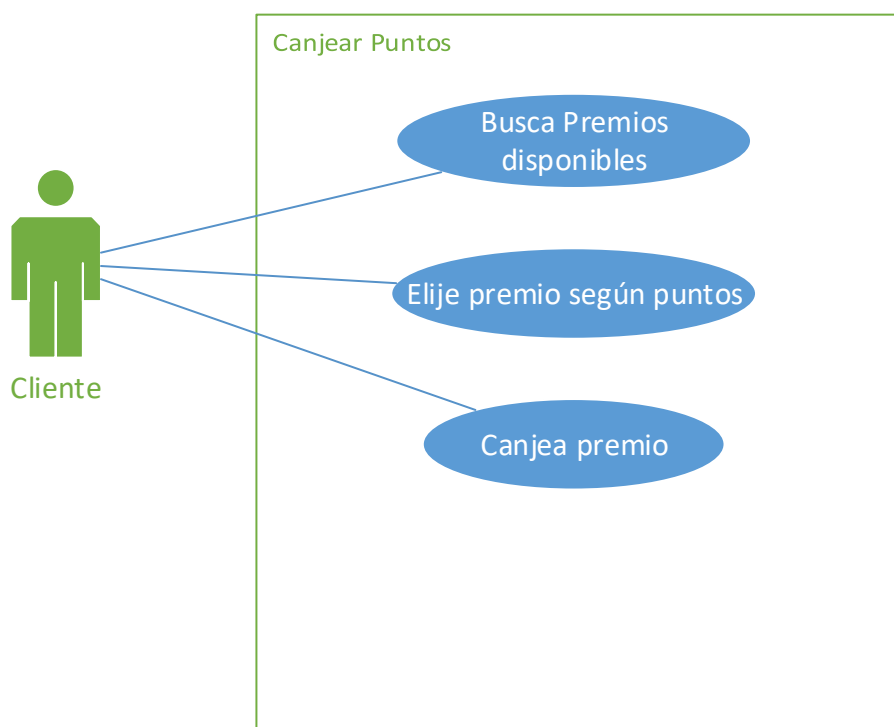 Canjear Puntos
Busca Premios
disponibles
Elije premio según puntos
Cliente
Canjea premio